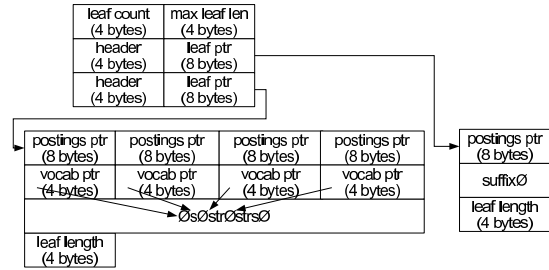 leaf count max leaf len
(4 bytes) (4 bytes)
header leaf ptr
(4 bytes) (8 bytes)
header leaf ptr
(4 bytes) (8 bytes)
postings ptr postings ptr postings ptr postings ptr
(8 bytes) (8 bytes) (8 bytes) (8 bytes)
vocab ptr vocab ptr vocab ptr vocab ptr
(4 bytes) (4 bytes) (4 bytes) (4 bytes)
ØsØstrØstrsØ
leaf length
(4 bytes)
postings ptr
(8 bytes)
suffixØ
leaf length
(4 bytes)